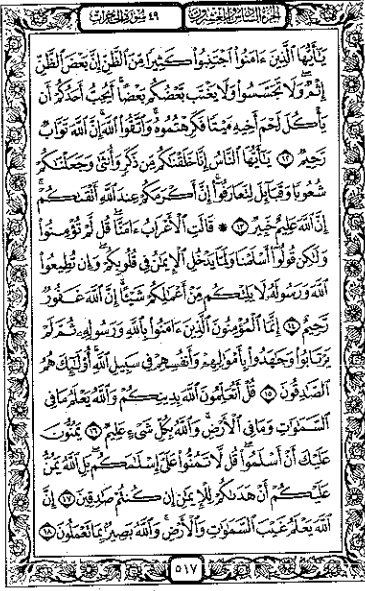 الجزء السادس والعشرون ٤٩ سورة الحجرات
يَٰٓأَيُّهَا ٱلَّذِينَ ءَامَنُوا۟ ٱجْتَنِبُوا۟ كَثِيرًا مِّنَ ٱلظَّنِّ إِنَّ بَعْضَ ٱلظَّنِّ
إِثْمٌ وَلَا تَجَسَّسُوا۟ وَلَا يَغْتَب بَّعْضُكُم بَعْضًا أَيُحِبُّ أَحَدُكُمْ أَن
يَأْكُلَ لَحْمَ أَخِيهِ مَيْتًا فَكَرِهْتُمُوهُ وَٱتَّقُوا۟ ٱللَّهَ إِنَّ ٱللَّهَ تَوَّابٌ
رَّحِيمٌ ١٢ يَٰٓأَيُّهَا ٱلنَّاسُ إِنَّا خَلَقْنَٰكُم مِّن ذَكَرٍ وَأُنثَىٰ وَجَعَلْنَٰكُمْ
شُعُوبًا وَقَبَآئِلَ لِتَعَارَفُوٓا۟ إِنَّ أَكْرَمَكُمْ عِندَ ٱللَّهِ أَتْقَىٰكُمْ
إِنَّ ٱللَّهَ عَلِيمٌ خَبِيرٌ ١٣ ۞ قَالَتِ ٱلْأَعْرَابُ ءَامَنَّا قُل لَّمْ تُؤْمِنُوا۟
وَلَٰكِن قُولُوٓا۟ أَسْلَمْنَا وَلَمَّا يَدْخُلِ ٱلْإِيمَٰنُ فِى قُلُوبِكُمْ وَإِن تُطِيعُوا۟
ٱللَّهَ وَرَسُولَهُۥ لَا يَلِتْكُم مِّنْ أَعْمَٰلِكُمْ شَيْـًٔا إِنَّ ٱللَّهَ غَفُورٌ
رَّحِيمٌ ١٤ إِنَّمَا ٱلْمُؤْمِنُونَ ٱلَّذِينَ ءَامَنُوا۟ بِٱللَّهِ وَرَسُولِهِۦ ثُمَّ لَمْ
يَرْتَابُوا۟ وَجَٰهَدُوا۟ بِأَمْوَٰلِهِمْ وَأَنفُسِهِمْ فِى سَبِيلِ ٱللَّهِ أُو۟لَٰٓئِكَ هُمُ
ٱلصَّٰدِقُونَ ١٥ قُلْ أَتُعَلِّمُونَ ٱللَّهَ بِدِينِكُمْ وَٱللَّهُ يَعْلَمُ مَا فِى
ٱلسَّمَٰوَٰتِ وَمَا فِى ٱلْأَرْضِ وَٱللَّهُ بِكُلِّ شَىْءٍ عَلِيمٌ ١٦ يَمُنُّونَ
عَلَيْكَ أَنْ أَسْلَمُوا۟ قُل لَّا تَمُنُّوا۟ عَلَىَّ إِسْلَٰمَكُم بَلِ ٱللَّهُ يَمُنُّ
عَلَيْكُمْ أَنْ هَدَىٰكُمْ لِلْإِيمَٰنِ إِن كُنتُمْ صَٰدِقِينَ ١٧ إِنَّ
ٱللَّهَ يَعْلَمُ غَيْبَ ٱلسَّمَٰوَٰتِ وَٱلْأَرْضِ وَٱللَّهُ بَصِيرٌۢ بِمَا تَعْمَلُونَ ١٨
٥١٧